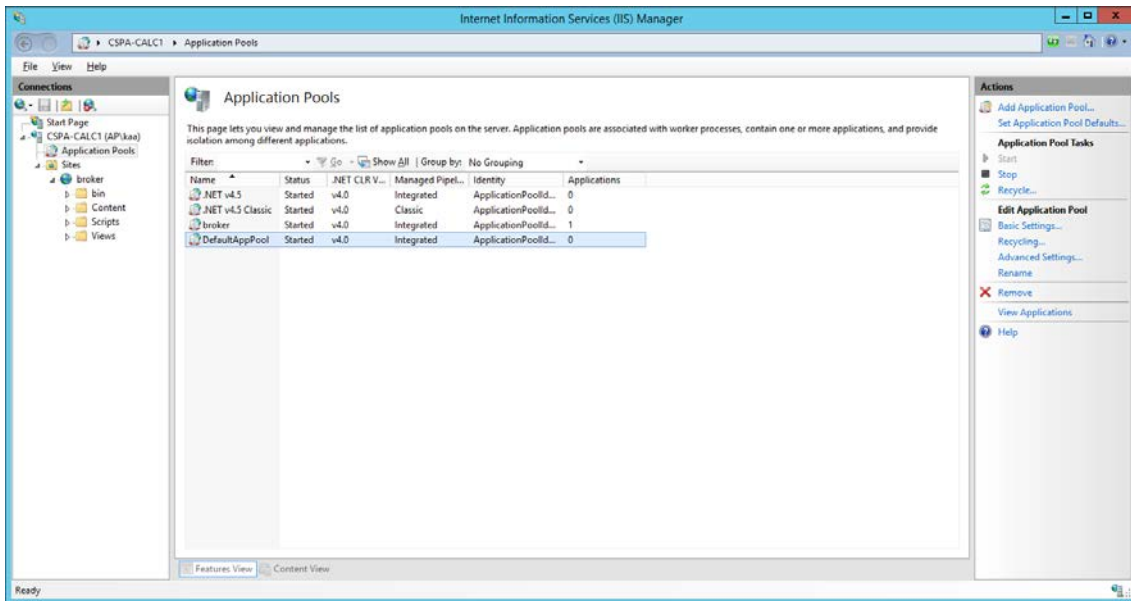 Internet Information Services (IIS) Manager
CSPA-CALC1 Application Pools
File View Help
Connections
Start Page
CSPA-CALC1 (AP\kaa)
Application Pools
Sites
broker
bin
Content
Scripts
Views
Application Pools
This page lets you view and manage the list of application pools on the server. Application pools are associated with worker processes, contain one or more applications, and provide
isolation among different applications.
Filter: Go Show All Group by: No Grouping
Name Status .NET CLR V... Managed Pipel... Identity Applications
.NET v4.5 Started v4.0 Integrated ApplicationPoolId... 0
.NET v4.5 Classic Started v4.0 Classic ApplicationPoolId... 0
broker Started v4.0 Integrated ApplicationPoolId... 1
DefaultAppPool Started v4.0 Integrated ApplicationPoolId... 0
Features View Content View
Actions
Add Application Pool...
Set Application Pool Defaults...
Application Pool Tasks
Start
Stop
Recycle...
Edit Application Pool
Basic Settings...
Recycling...
Advanced Settings...
Rename
Remove
View Applications
Help
Ready